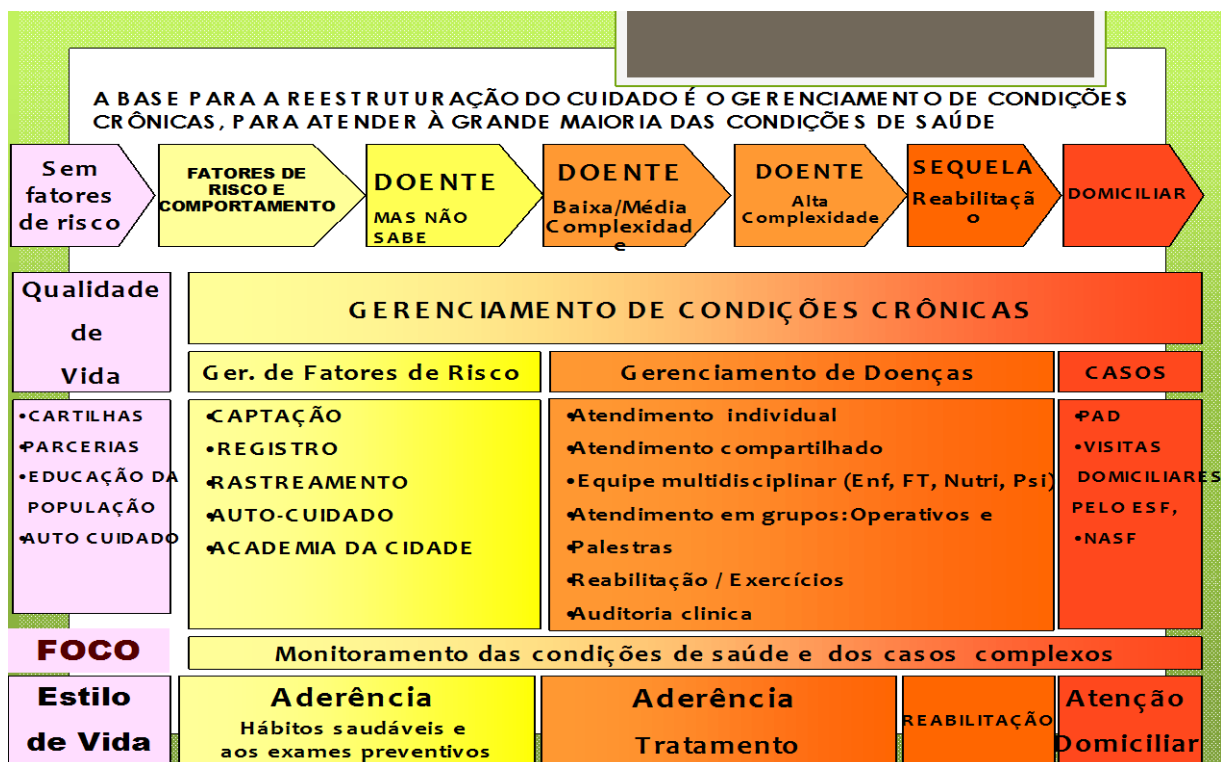 A BASE PARA A REESTRUTURAÇÃO DO CUIDADO É O GERENCIAMENTO DE CONDIÇÕES
CRÔNICAS, PARA ATENDER À GRANDE MAIORIA DAS CONDIÇÕES DE SAÚDE
Sem
fatores
de risco
FATORES DE
RISCO E
COMPORTAMENTO
DOENTE
MAS NÃO
SABE
DOENTE
Baixa/Média
Complexidad
e
DOENTE
Alta
Complexidade
SEQUELA
Reabilitaçã
o
DOMICILIAR
Qualidade
de
Vida
GERENCIAMENTO DE CONDIÇÕES CRÔNICAS
Ger. de Fatores de Risco
Gerenciamento de Doenças
CASOS
•CARTILHAS
•PARCERIAS
•EDUCAÇÃO DA
POPULAÇÃO
•AUTO CUIDADO
•CAPTAÇÃO
•REGISTRO
•RASTREAMENTO
•AUTO-CUIDADO
•ACADEMIA DA CIDADE
•Atendimento individual
•Atendimento compartilhado
•Equipe multidisciplinar (Enf, FT, Nutri, Psi)
•Atendimento em grupos:Operativos e
•Palestras
•Reabilitação / Exercícios
•Auditoria clinica
•PAD
•VISITAS
DOMICILIARES
PELO ESF,
•NASF
FOCO
Monitoramento das condições de saúde e dos casos complexos
Estilo
de Vida
Aderência
Hábitos saudáveis e
aos exames preventivos
Aderência
Tratamento
REABILITAÇÃO
Atenção
Domiciliar